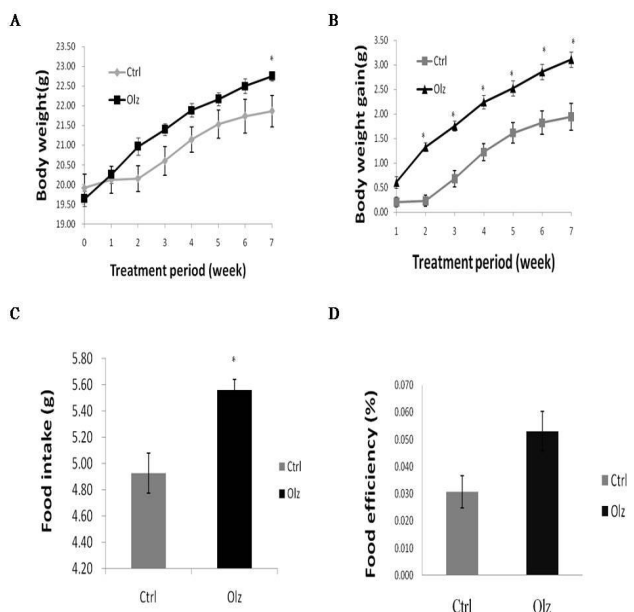 A
Body weight(g)
23.50
23.00
22.50
22.00
21.50
21.00
20.50
20.00
19.50
19.00
Ctrl
Olz
*
0 1 2 3 4 5 6 7
Treatment period (week)
B
Body weight gain(g)
3.50
3.00
2.50
2.00
1.50
1.00
0.50
0.00
Ctrl
Olz
* * * * * *
1 2 3 4 5 6 7
Treatment period (week)
C
Food intake (g)
5.80
5.60
5.40
5.20
5.00
4.80
4.60
4.40
4.20
*
Ctrl Olz
Ctrl
Olz
D
Food efficiency (%)
0.070
0.060
0.050
0.040
0.030
0.020
0.010
0.000
Ctrl Olz
Ctrl
Olz